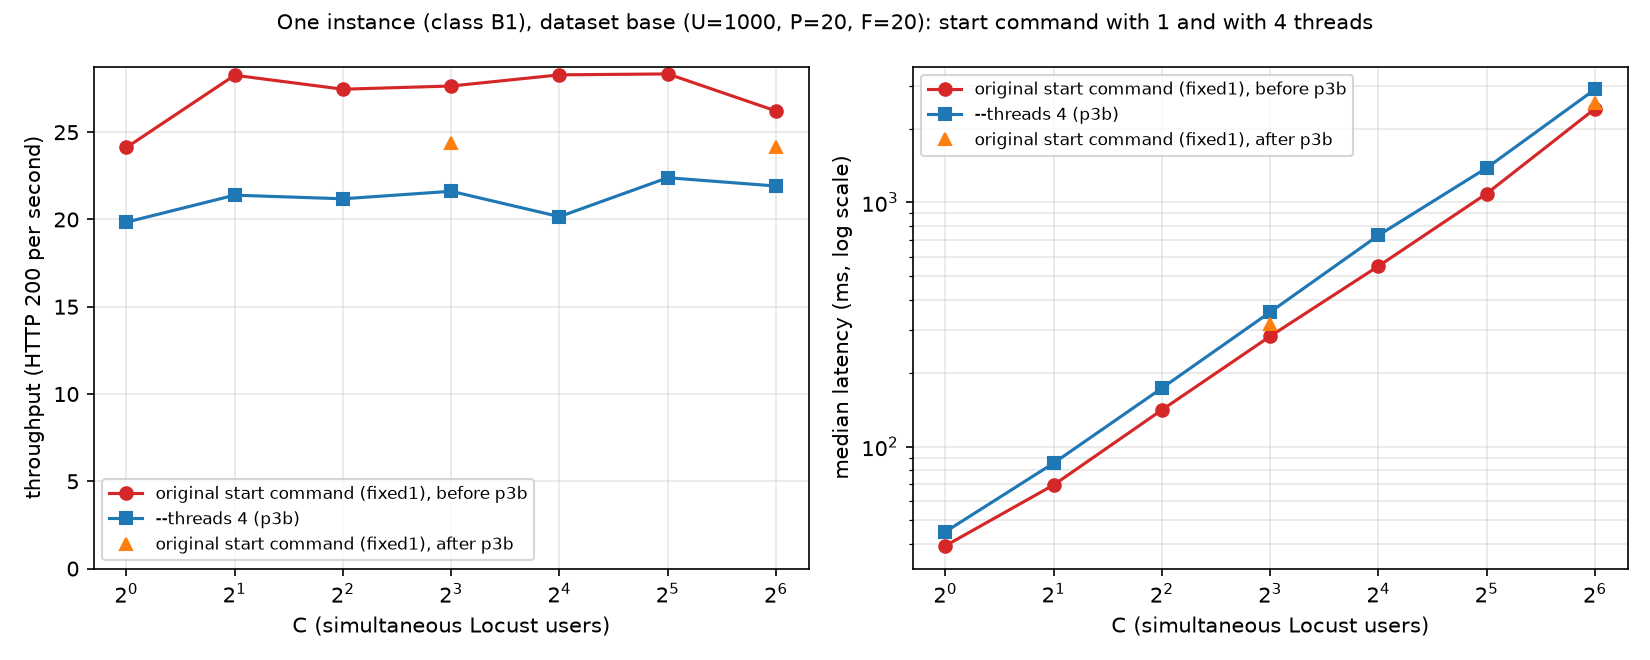 One instance (class B1), dataset base (U=1000, P=20, F=20): start command with 1 and with 4 threads
throughput (HTTP 200 per second)
25
20
15
10
5
0
original start command (fixed1), before p3b
--threads 4 (p3b)
original start command (fixed1), after p3b
2^0 2^1 2^2 2^3 2^4 2^5 2^6
C (simultaneous Locust users)
median latency (ms, log scale)
10^3
10^2
original start command (fixed1), before p3b
--threads 4 (p3b)
original start command (fixed1), after p3b
2^0 2^1 2^2 2^3 2^4 2^5 2^6
C (simultaneous Locust users)